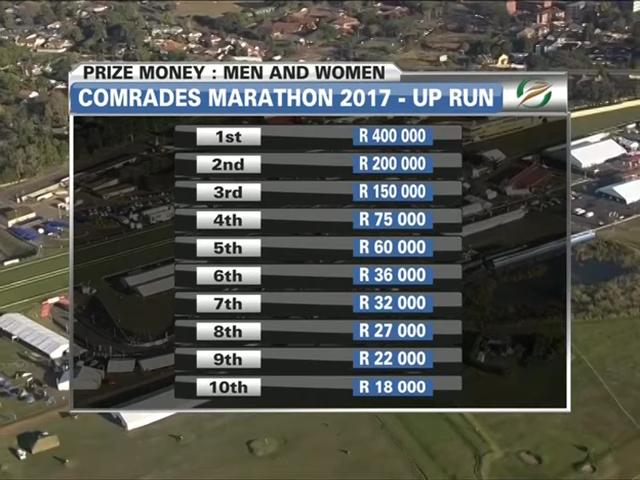 PRIZE MONEY : MEN AND WOMEN
COMRADES MARATHON 2017 - UP RUN
1st R 400 000
2nd R 200 000
3rd R 150 000
4th R 75 000
5th R 60 000
6th R 36 000
7th R 32 000
8th R 27 000
9th R 22 000
10th R 18 000